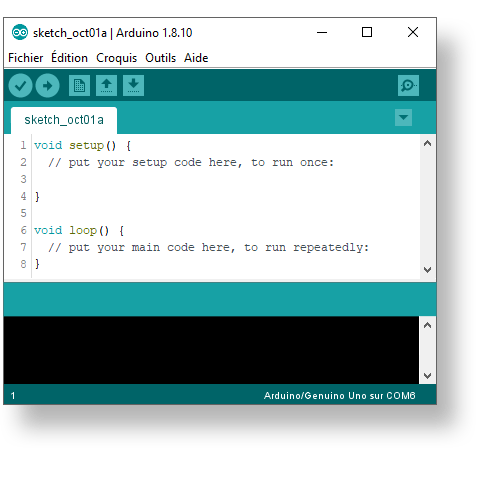 sketch_oct01a | Arduino 1.8.10
Fichier Édition Croquis Outils Aide
sketch_oct01a
1 void setup() {
2 // put your setup code here, to run once:
3
4 }
5
6 void loop() {
7 // put your main code here, to run repeatedly:
8 }
1 Arduino/Genuino Uno sur COM6